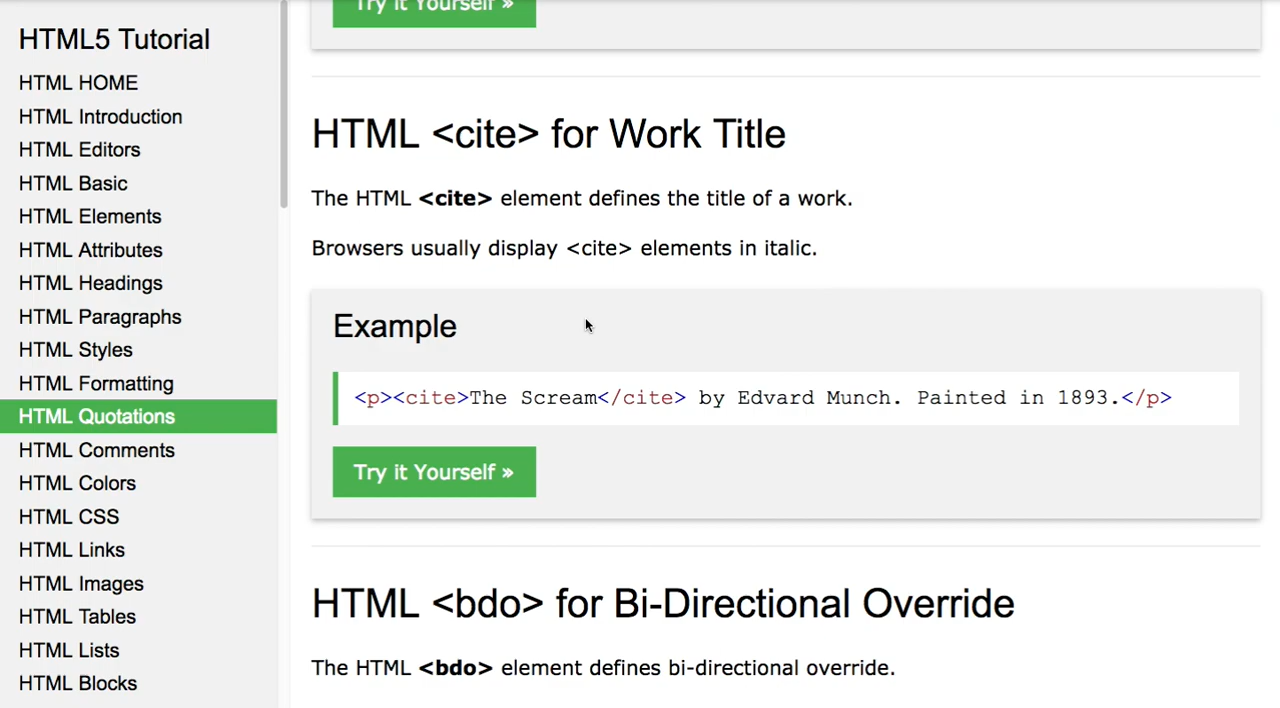 Try it Yourself »
HTML5 Tutorial
HTML HOME
HTML Introduction
HTML Editors
HTML Basic
HTML Elements
HTML Attributes
HTML Headings
HTML Paragraphs
HTML Styles
HTML Formatting
HTML Quotations
HTML Comments
HTML Colors
HTML CSS
HTML Links
HTML Images
HTML Tables
HTML Lists
HTML Blocks
HTML <cite> for Work Title
The HTML <cite> element defines the title of a work.
Browsers usually display <cite> elements in italic.
Example
<p><cite>The Scream</cite> by Edvard Munch. Painted in 1893.</p>
Try it Yourself »
HTML <bdo> for Bi-Directional Override
The HTML <bdo> element defines bi-directional override.